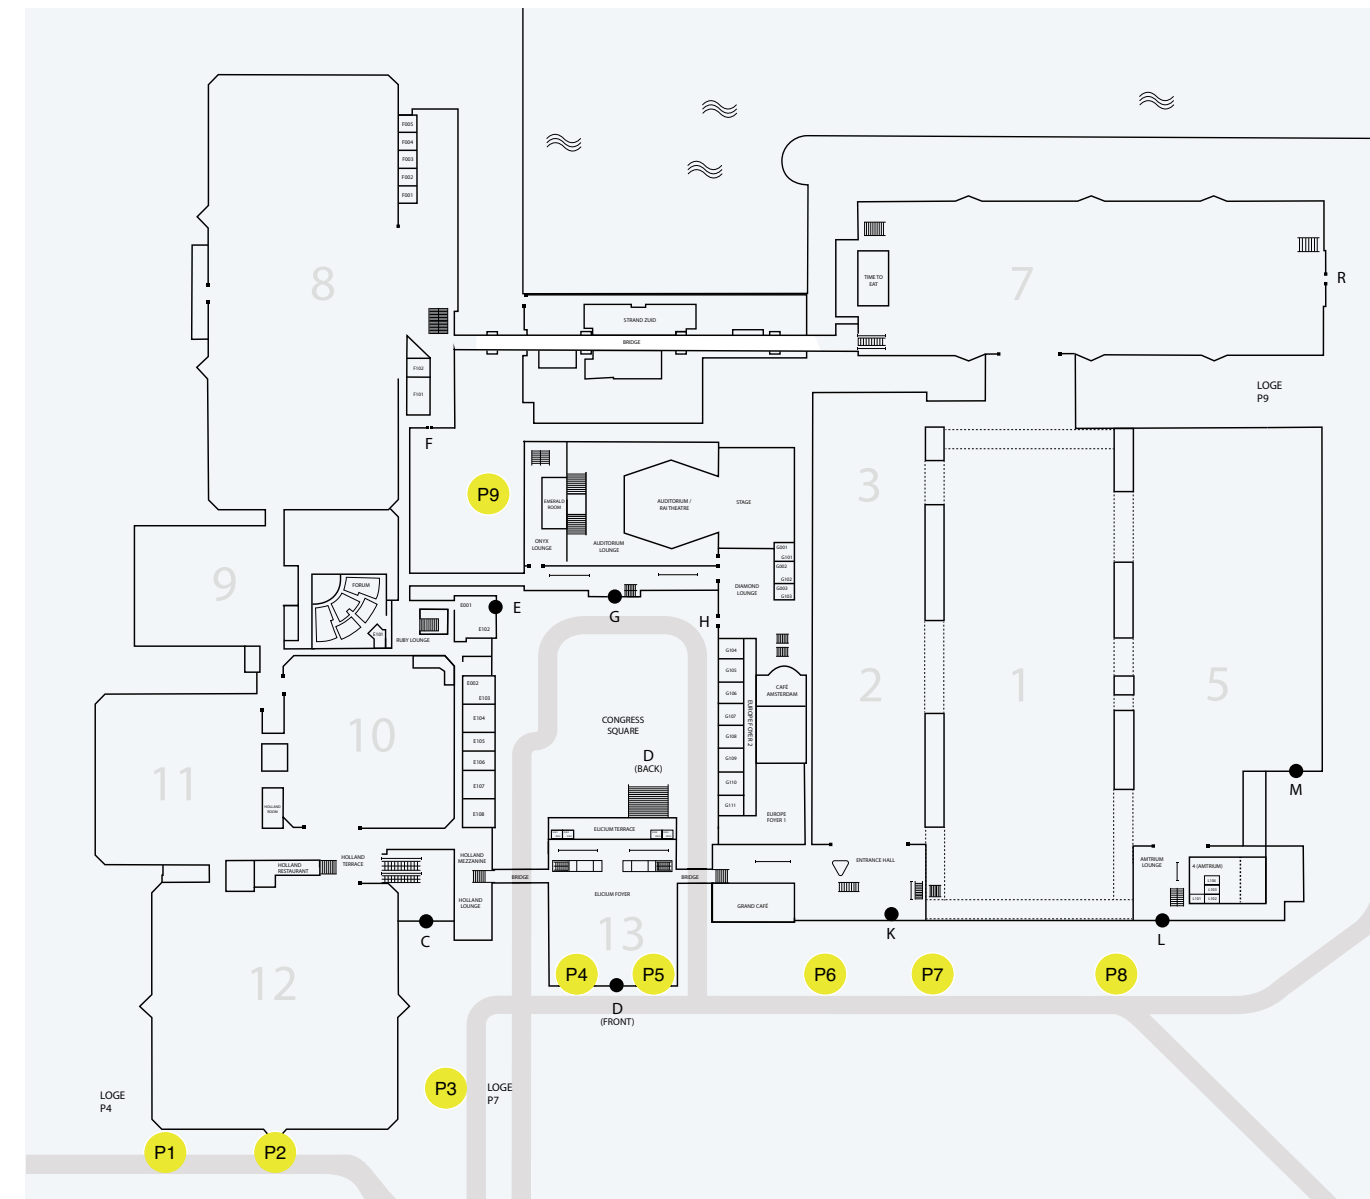 F005
F004
F003
F002
F001
8
7
R
TIME TO
EAT
STRAND ZUID
BRIDGE
F102
F101
F
LOGE
P9
P9
3
EMERALD
ROOM
ONYX
LOUNGE
AUDITORIUM
LOUNGE
AUDITORIUM /
RAI THEATRE
STAGE
G001
G101
G002
G102
G003
G103
DIAMOND
LOUNGE
9
FORUM
E101
RUBY LOUNGE
E001
E102
E
G
H
E002
E103
E104
E105
E106
E107
E108
10
11
HOLLAND
ROOM
CONGRESS
SQUARE
D
(BACK)
G104
G105
G106
G107
G108
G109
G110
G111
EUROPE FOYER 2
CAFÉ
AMSTERDAM
EUROPE
FOYER 1
2
1
5
M
ELICIUM TERRACE
HOLLAND
RESTAURANT
HOLLAND
TERRACE
HOLLAND
MEZZANINE
HOLLAND
LOUNGE
BRIDGE
ELICIUM FOYER
BRIDGE
GRAND CAFÉ
ENTRANCE HALL
AMTRIUM
LOUNGE
4 (AMTRIUM)
L101
L102
C
13
K
L
12
P4
P5
P6
P7
P8
D
(FRONT)
P3
LOGE
P7
LOGE
P4
P1
P2